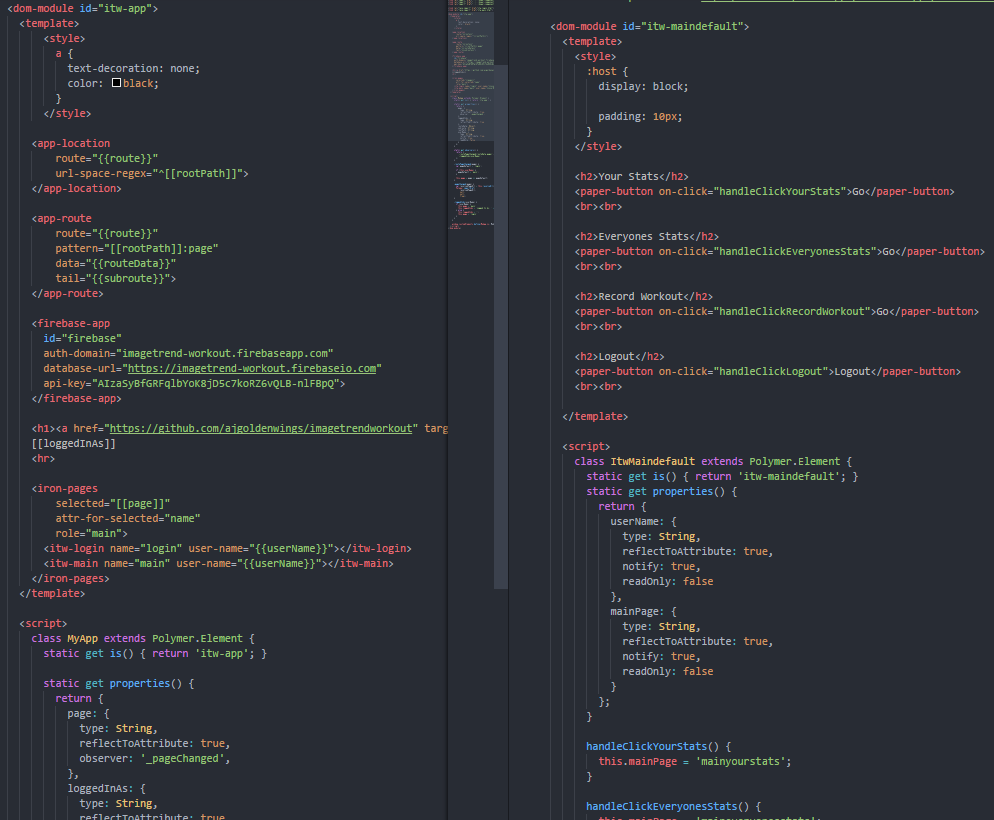 <dom-module id="itw-app">
<template>
<style>
a {
text-decoration: none;
color: black;
}
</style>
<app-location
route="{{route}}"
url-space-regex="^[[rootPath]]">
</app-location>
<app-route
route="{{route}}"
pattern="[[rootPath]]:page"
data="{{routeData}}"
tail="{{subroute}}">
</app-route>
<firebase-app
id="firebase"
auth-domain="imagetrend-workout.firebaseapp.com"
database-url="https://imagetrend-workout.firebaseio.com"
api-key="AIzaSyBfGRFqlbYoK8jD5c7koRZ6vQLB-nlFBpQ">
</firebase-app>
<h1><a href="https://github.com/ajgoldenwings/imagetrendworkout" targ
[[loggedInAs]]
<hr>
<iron-pages
selected="[[page]]"
attr-for-selected="name"
role="main">
<itw-login name="login" user-name="{{userName}}"></itw-login>
<itw-main name="main" user-name="{{userName}}"></itw-main>
</iron-pages>
</template>
<script>
class MyApp extends Polymer.Element {
static get is() { return 'itw-app'; }
static get properties() {
return {
page: {
type: String,
reflectToAttribute: true,
observer: '_pageChanged',
},
loggedInAs: {
type: String,
reflectToAttribute: true
<dom-module id="itw-maindefault">
<template>
<style>
:host {
display: block;
padding: 10px;
}
</style>
<h2>Your Stats</h2>
<paper-button on-click="handleClickYourStats">Go</paper-button>
<br><br>
<h2>Everyones Stats</h2>
<paper-button on-click="handleClickEveryonesStats">Go</paper-button>
<br><br>
<h2>Record Workout</h2>
<paper-button on-click="handleClickRecordWorkout">Go</paper-button>
<br><br>
<h2>Logout</h2>
<paper-button on-click="handleClickLogout">Logout</paper-button>
<br><br>
</template>
<script>
class ItwMaindefault extends Polymer.Element {
static get is() { return 'itw-maindefault'; }
static get properties() {
return {
userName: {
type: String,
reflectToAttribute: true,
notify: true,
readOnly: false
},
mainPage: {
type: String,
reflectToAttribute: true,
notify: true,
readOnly: false
}
};
}
handleClickYourStats() {
this.mainPage = 'mainyourstats';
}
handleClickEveryonesStats() {
this.mainPage = 'maineveryonesstats';